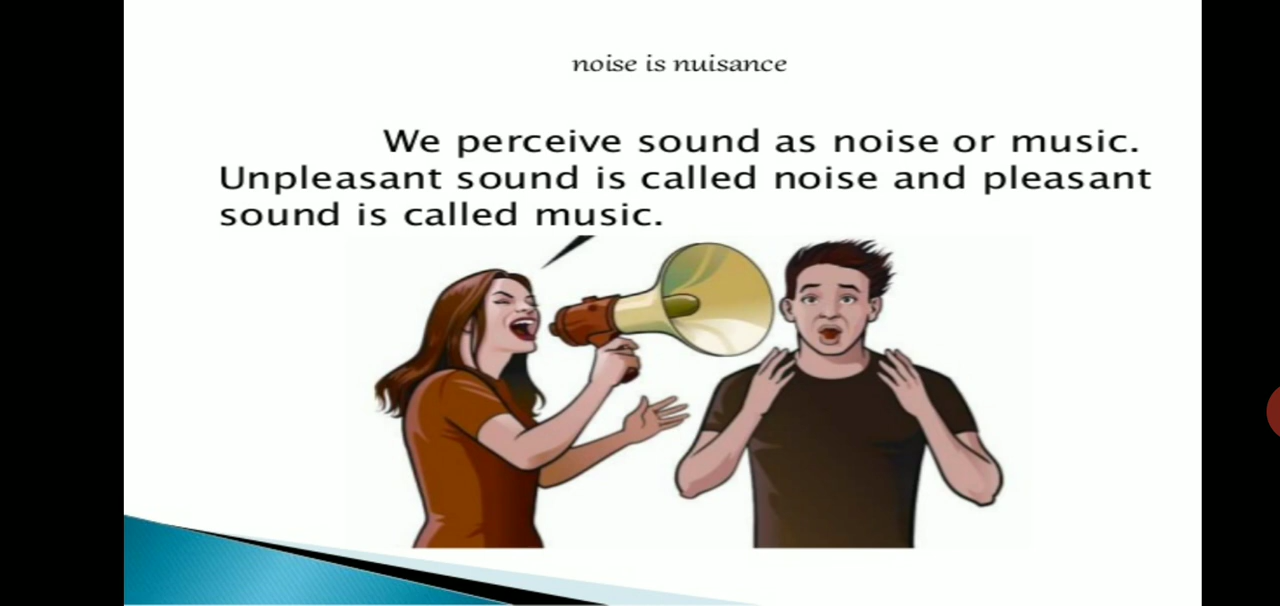 noise is nuisance
We perceive sound as noise or music.
Unpleasant sound is called noise and pleasant
sound is called music.